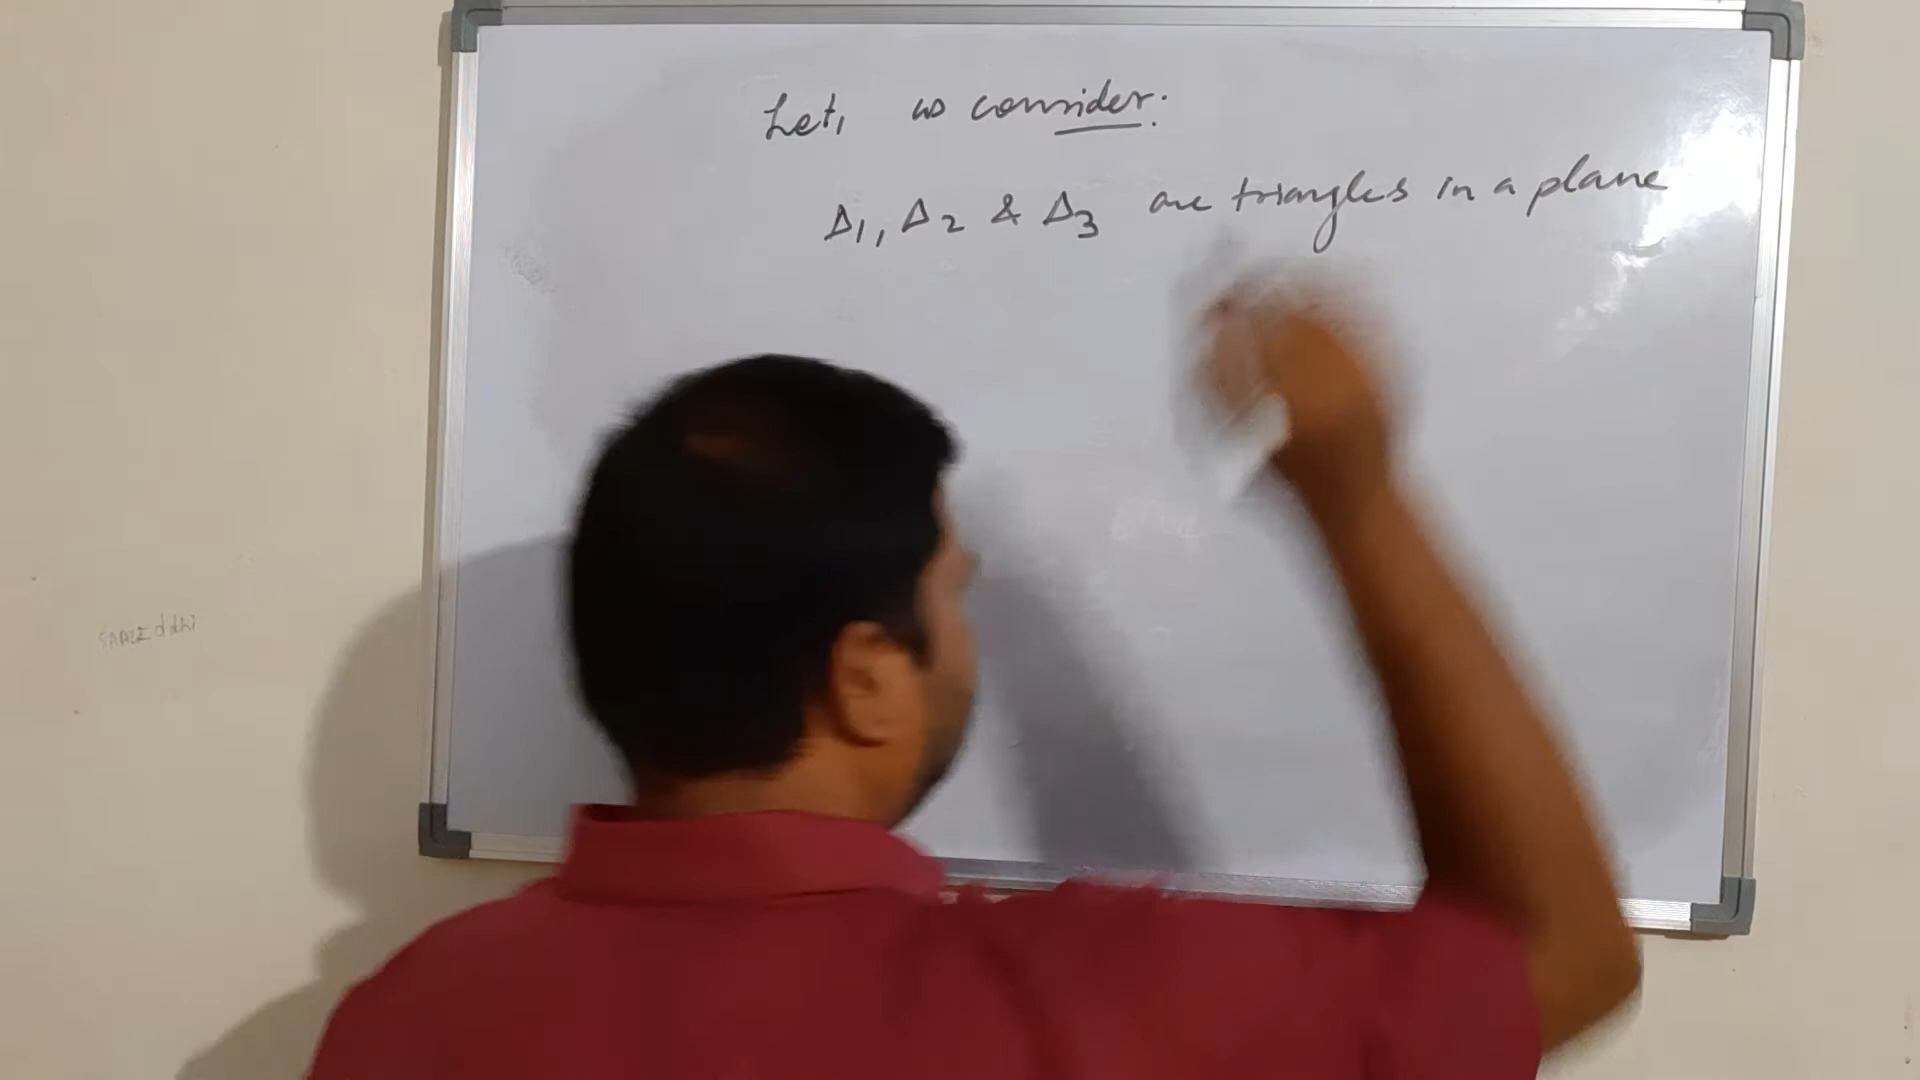 Let, us consider:
Δ1, Δ2 & Δ3 are triangles in a plane